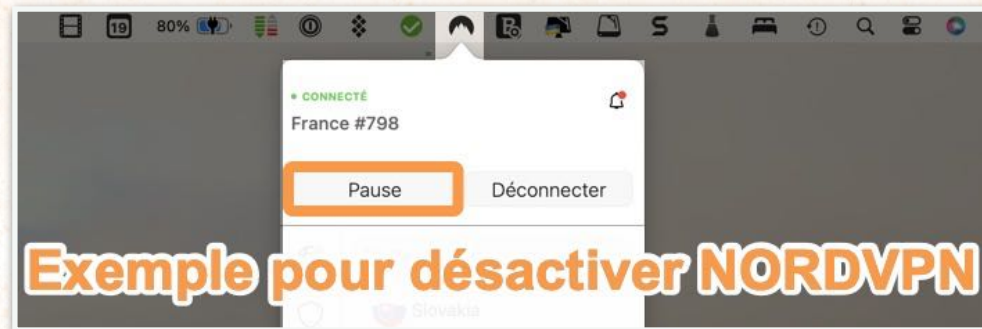 19 80%
• CONNECTÉ
France #798
Pause Déconnecter
Exemple pour désactiver NORDVPN
Slovakia